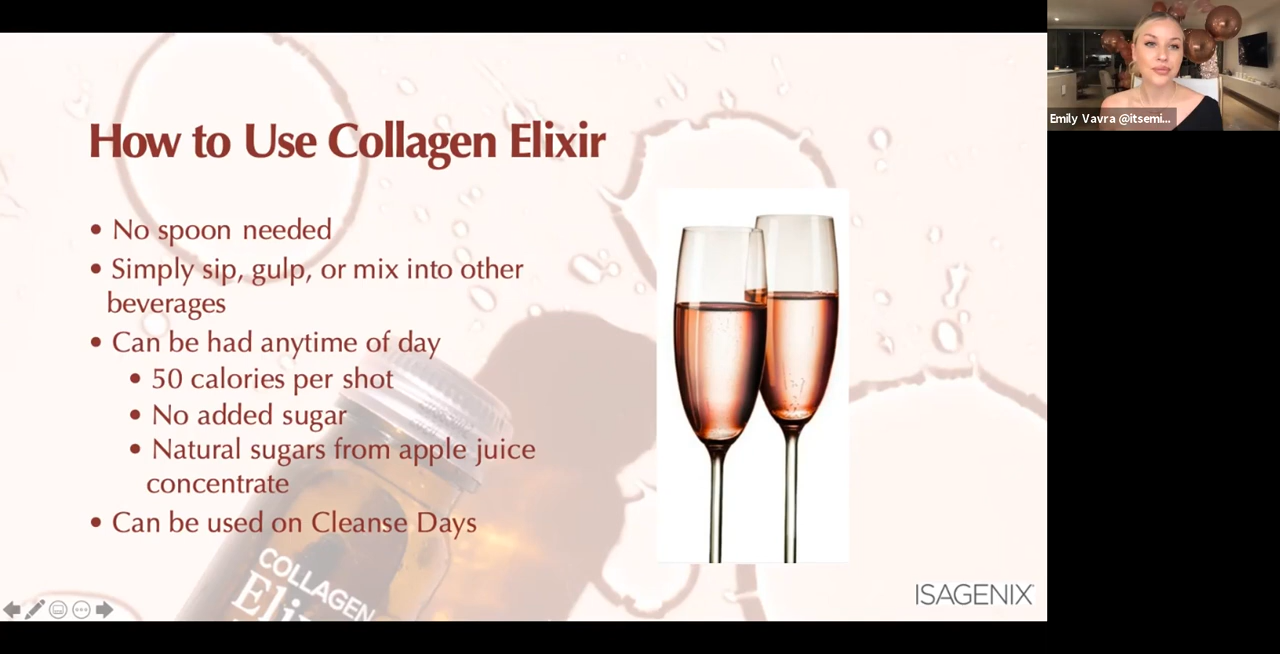 Emily Vavra @itsemi...
How to Use Collagen Elixir
• No spoon needed
• Simply sip, gulp, or mix into other
beverages
• Can be had anytime of day
• 50 calories per shot
• No added sugar
• Natural sugars from apple juice
concentrate
• Can be used on Cleanse Days
COLLAGEN
ISAGENIX